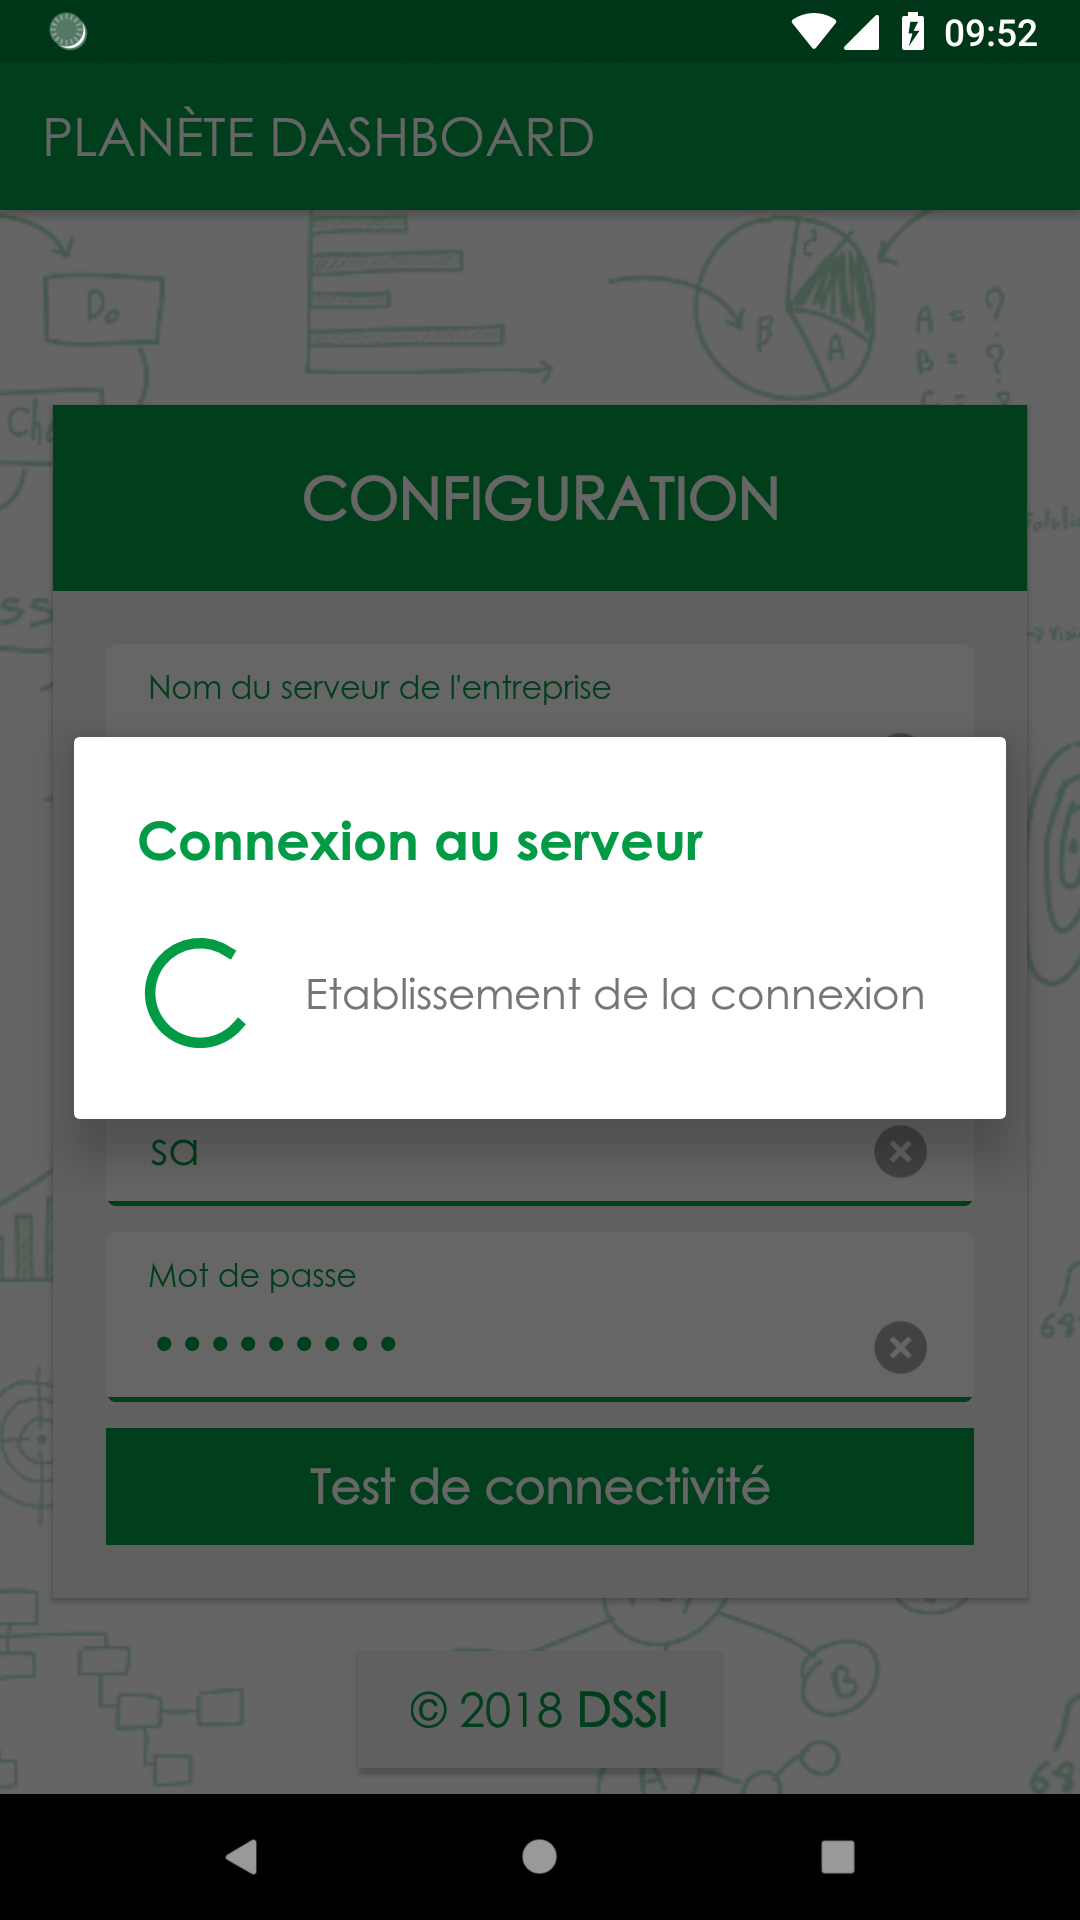 09:52
PLANÈTE DASHBOARD
Do
B
A
A = ?
B = ?
C = ?
CONFIGURATION
Nom du serveur de l'entreprise
Connexion au serveur
Etablissement de la connexion
sa
Mot de passe
•••••••••
Test de connectivité
B
© 2018 DSSI
A